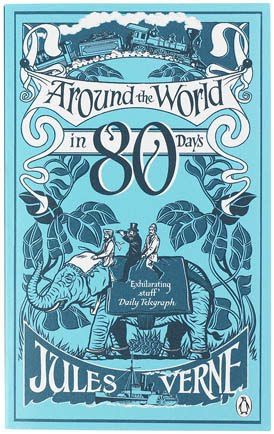 Around the World
in 80 Days
"Exhilarating
stuff"
Daily Telegraph
JULES VERNE